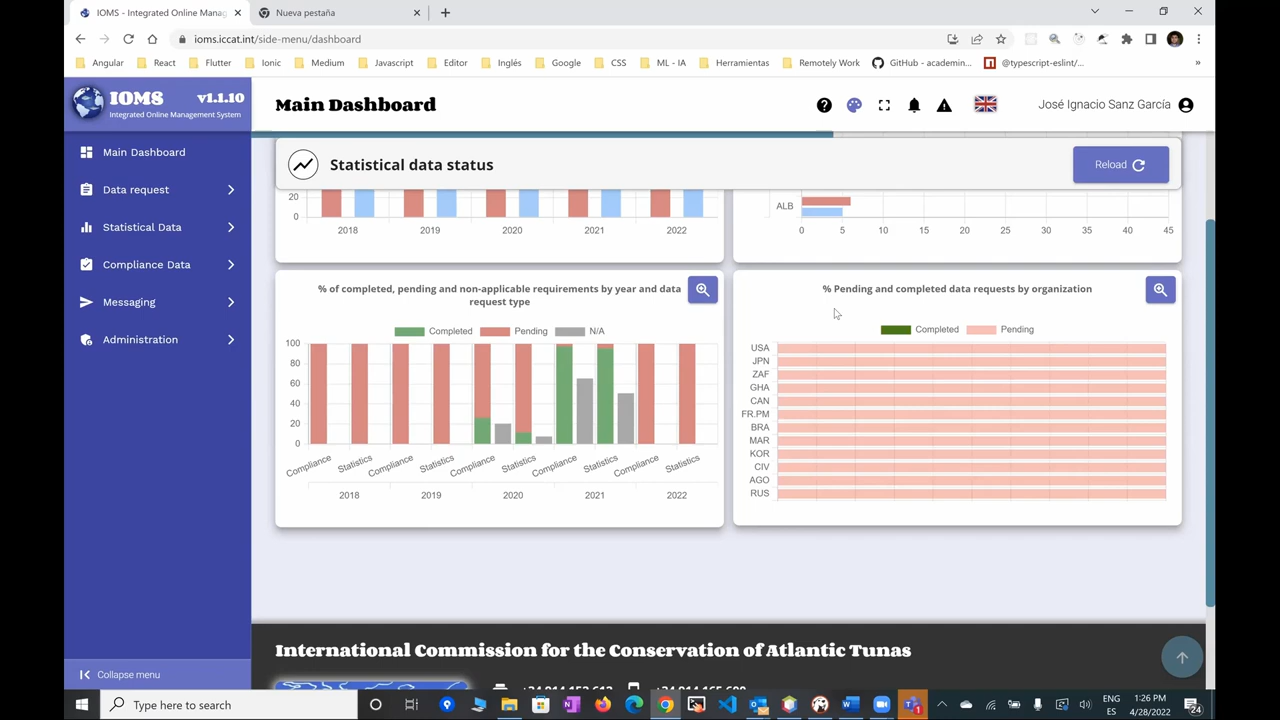 IOMS - Integrated Online Manag
Nueva pestaña
ioms.iccat.int/side-menu/dashboard
Angular
React
Flutter
Ionic
Medium
Javascript
Editor
Inglés
Google
CSS
ML - IA
Herramientas
Remotely Work
GitHub - academin...
@typescript-eslint/...
»
IOMS v1.1.10
Integrated Online Management System
Main Dashboard
José Ignacio Sanz García
Main Dashboard
Data request
Statistical Data
Compliance Data
Messaging
Administration
Collapse menu
Statistical data status
Reload
20
0
2018 2019 2020 2021 2022
ALB
0 5 10 15 20 25 30 35 40 45
% of completed, pending and non-applicable requirements by year and data
request type
Completed Pending N/A
100
80
60
40
20
0
Compliance Statistics Compliance Statistics Compliance Statistics Compliance Statistics Compliance Statistics
2018 2019 2020 2021 2022
% Pending and completed data requests by organization
Completed Pending
USA
JPN
ZAF
GHA
CAN
FR.PM
BRA
MAR
KOR
CIV
AGO
RUS
International Commission for the Conservation of Atlantic Tunas
Type here to search
ENG
ES
1:26 PM
4/28/2022
24